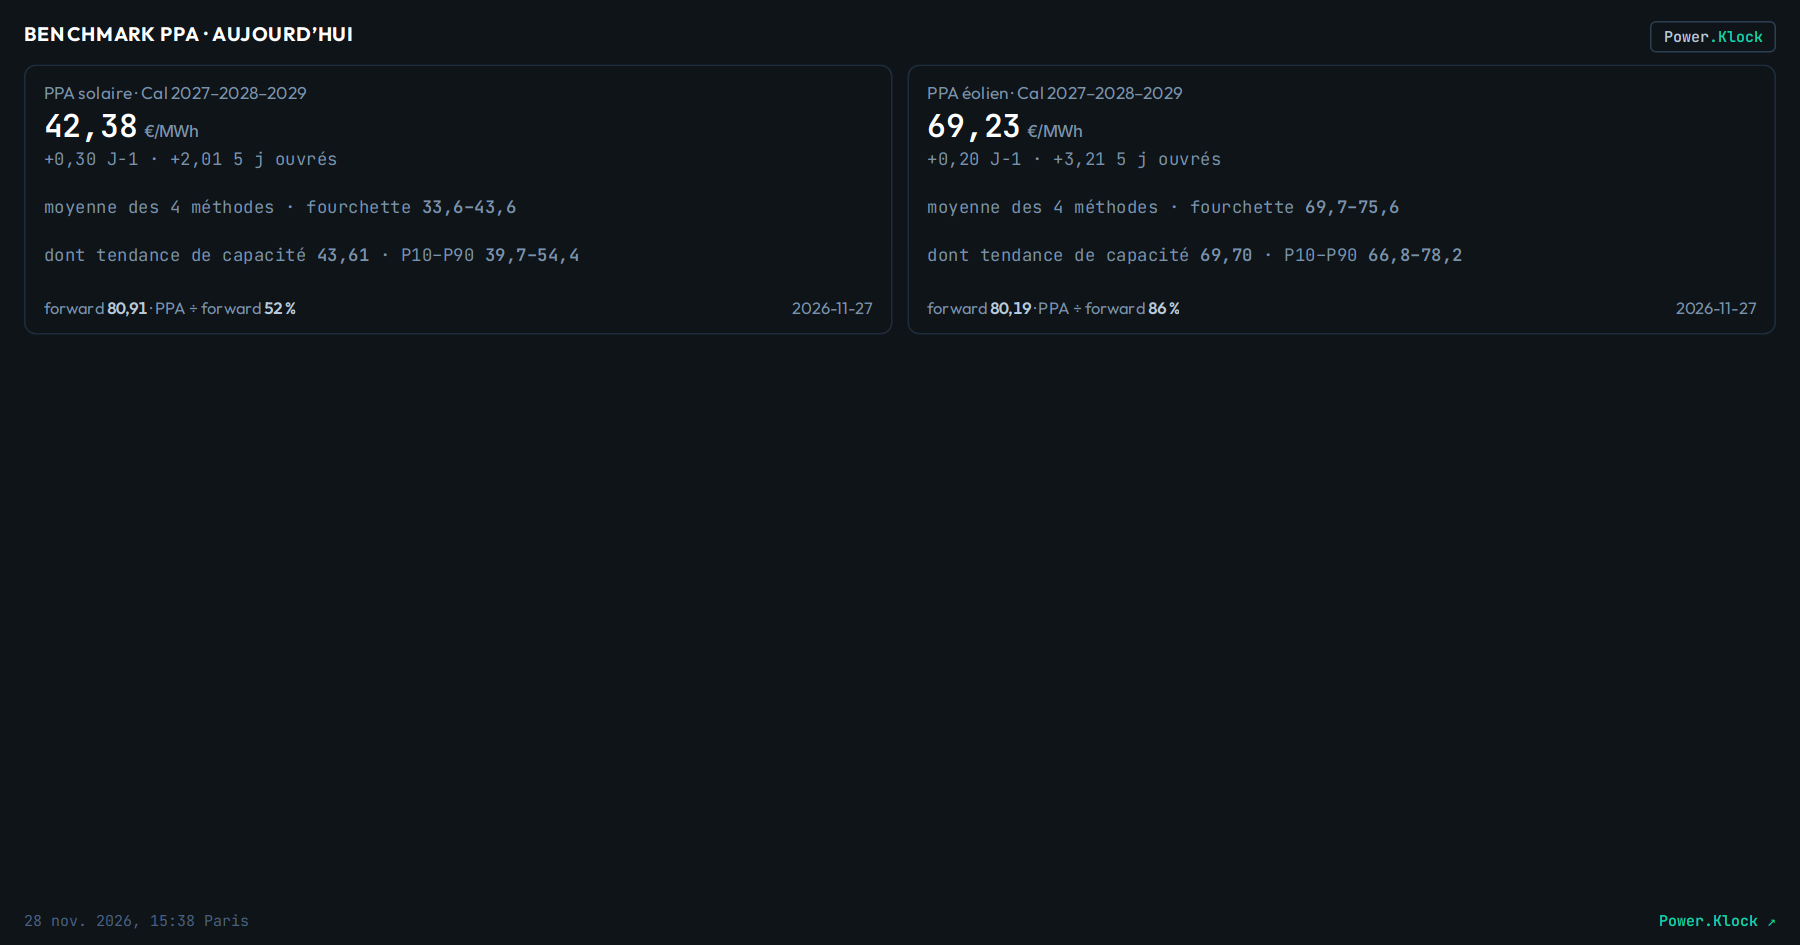 BENCHMARK PPA · AUJOURD’HUI
Power.Klock
PPA solaire · Cal 2027–2028–2029
42,38 €/MWh
+0,30 J-1 · +2,01 5 j ouvrés
moyenne des 4 méthodes · fourchette 33,6–43,6
dont tendance de capacité 43,61 · P10–P90 39,7–54,4
forward 80,91 · PPA ÷ forward 52 %
2026-11-27
PPA éolien · Cal 2027–2028–2029
69,23 €/MWh
+0,20 J-1 · +3,21 5 j ouvrés
moyenne des 4 méthodes · fourchette 69,7–75,6
dont tendance de capacité 69,70 · P10–P90 66,8–78,2
forward 80,19 · PPA ÷ forward 86 %
2026-11-27
28 nov. 2026, 15:38 Paris
Power.Klock ↗